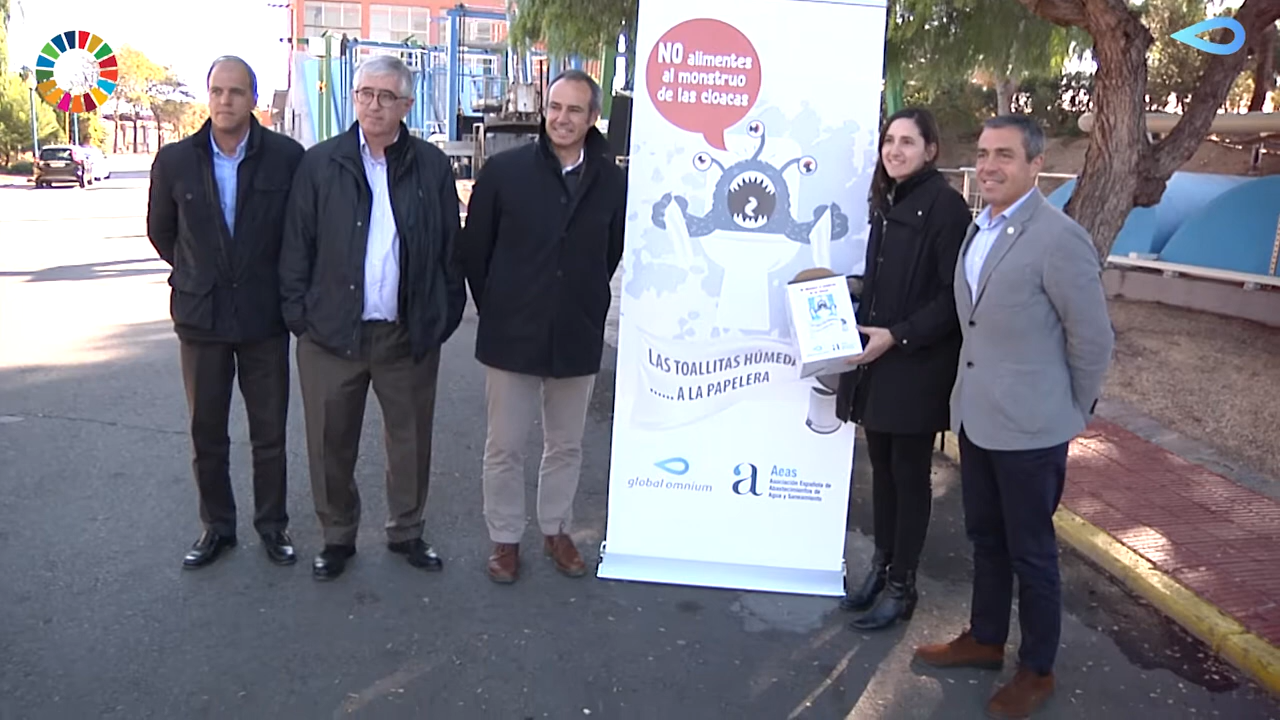 NO alimentes
al monstruo
de las cloacas
LAS TOALLITAS HÚMEDA
...... A LA PAPELERA
global omnium
a
Aeas
Asociación Española de
Abastecimientos de
Agua y Saneamiento